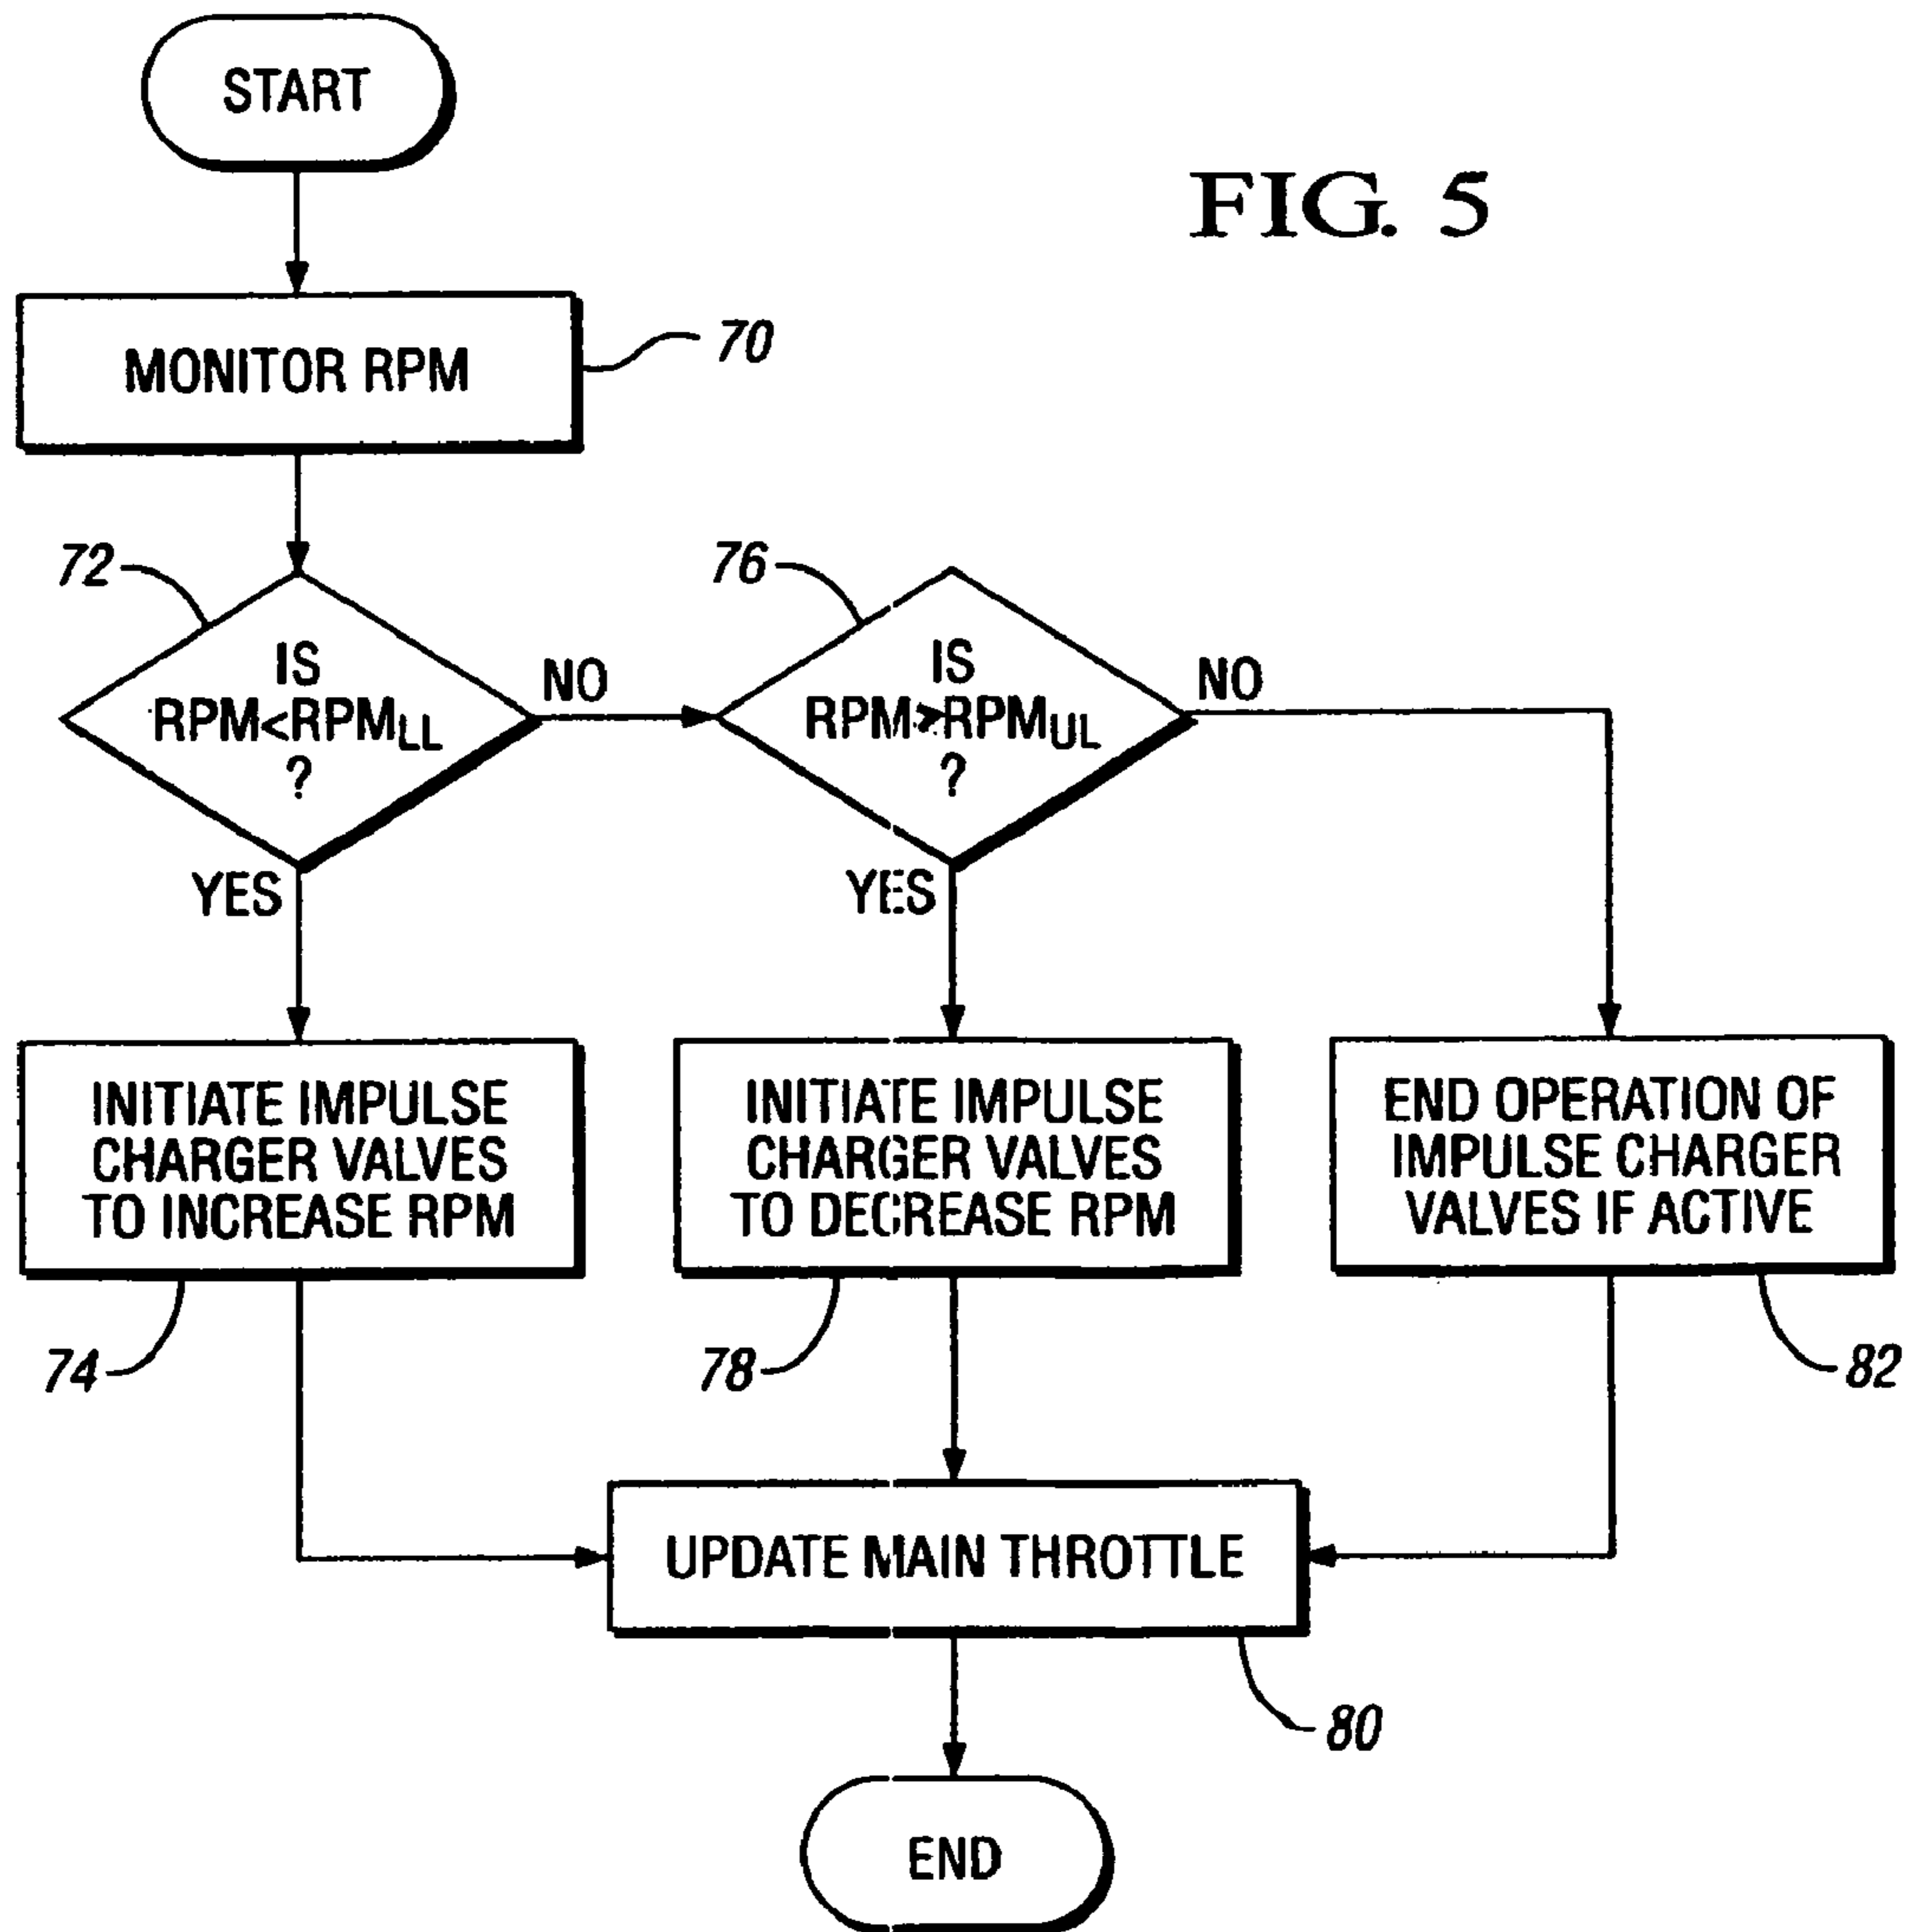 START
FIG. 5
MONITOR RPM
70
72
IS
RPM<RPMLL
?
NO
YES
76
IS
RPM>RPMUL
?
NO
YES
INITIATE IMPULSE
CHARGER VALVES
TO INCREASE RPM
74
INITIATE IMPULSE
CHARGER VALVES
TO DECREASE RPM
78
END OPERATION OF
IMPULSE CHARGER
VALVES IF ACTIVE
82
UPDATE MAIN THROTTLE
80
END